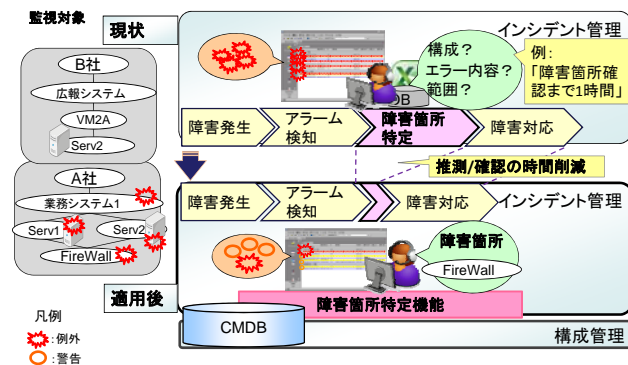 監視対象
現状
インシデント管理
B社
広報システム
VM2A
Serv2
構成?
エラー内容?
範囲?
DB
例:
「障害箇所確
認まで1時間」
障害発生
アラーム
検知
障害箇所
特定
障害対応
推測/確認の時間削減
A社
業務システム1
Serv1
Serv2
FireWall
障害発生
アラーム
検知
障害対応
インシデント管理
障害箇所
FireWall
適用後
障害箇所特定機能
CMDB
構成管理
凡例
:例外
:警告